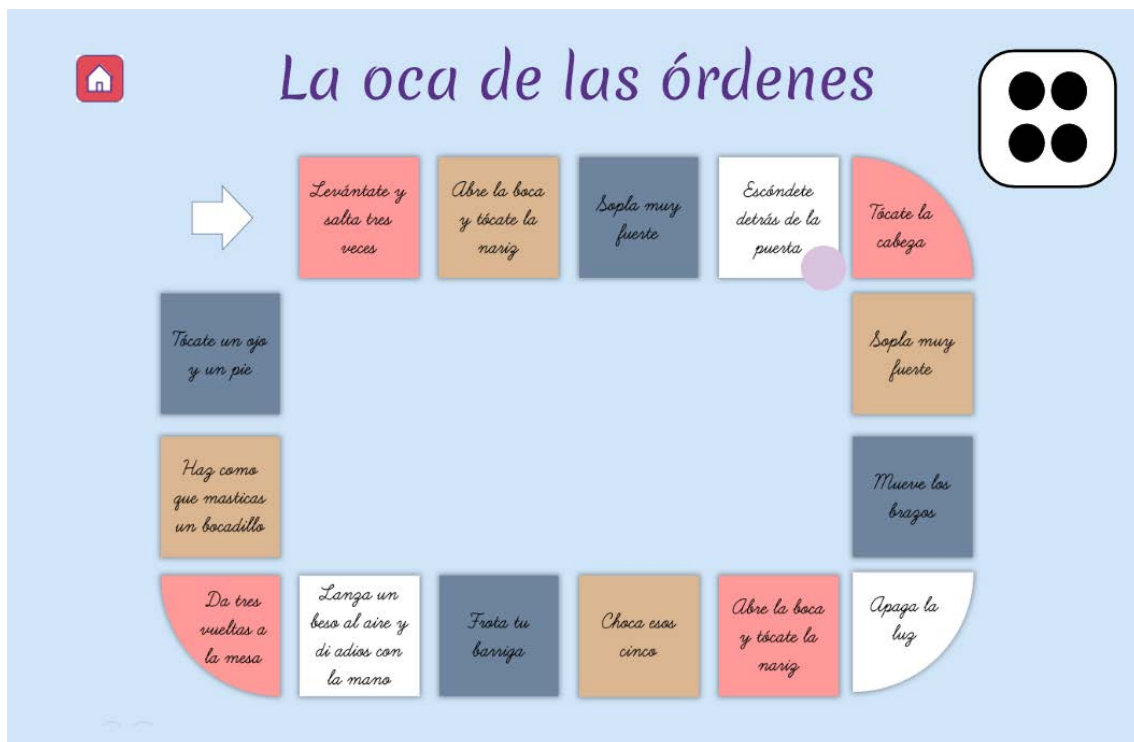 La oca de las órdenes
Levántate y
salta tres
veces
Abre la boca
y tócate la
nariz
Sopla muy
fuerte
Escóndete
detrás de la
puerta
Tócate la
cabeza
Sopla muy
fuerte
Mueve los
brazos
Apaga la
luz
Abre la boca
y tócate la
nariz
Choca esos
cinco
Frota tu
barriga
Lanza un
beso al aire y
di adios con
la mano
Da tres
vueltas a
la mesa
Haz como
que masticas
un bocadillo
Tócate un ojo
y un pie